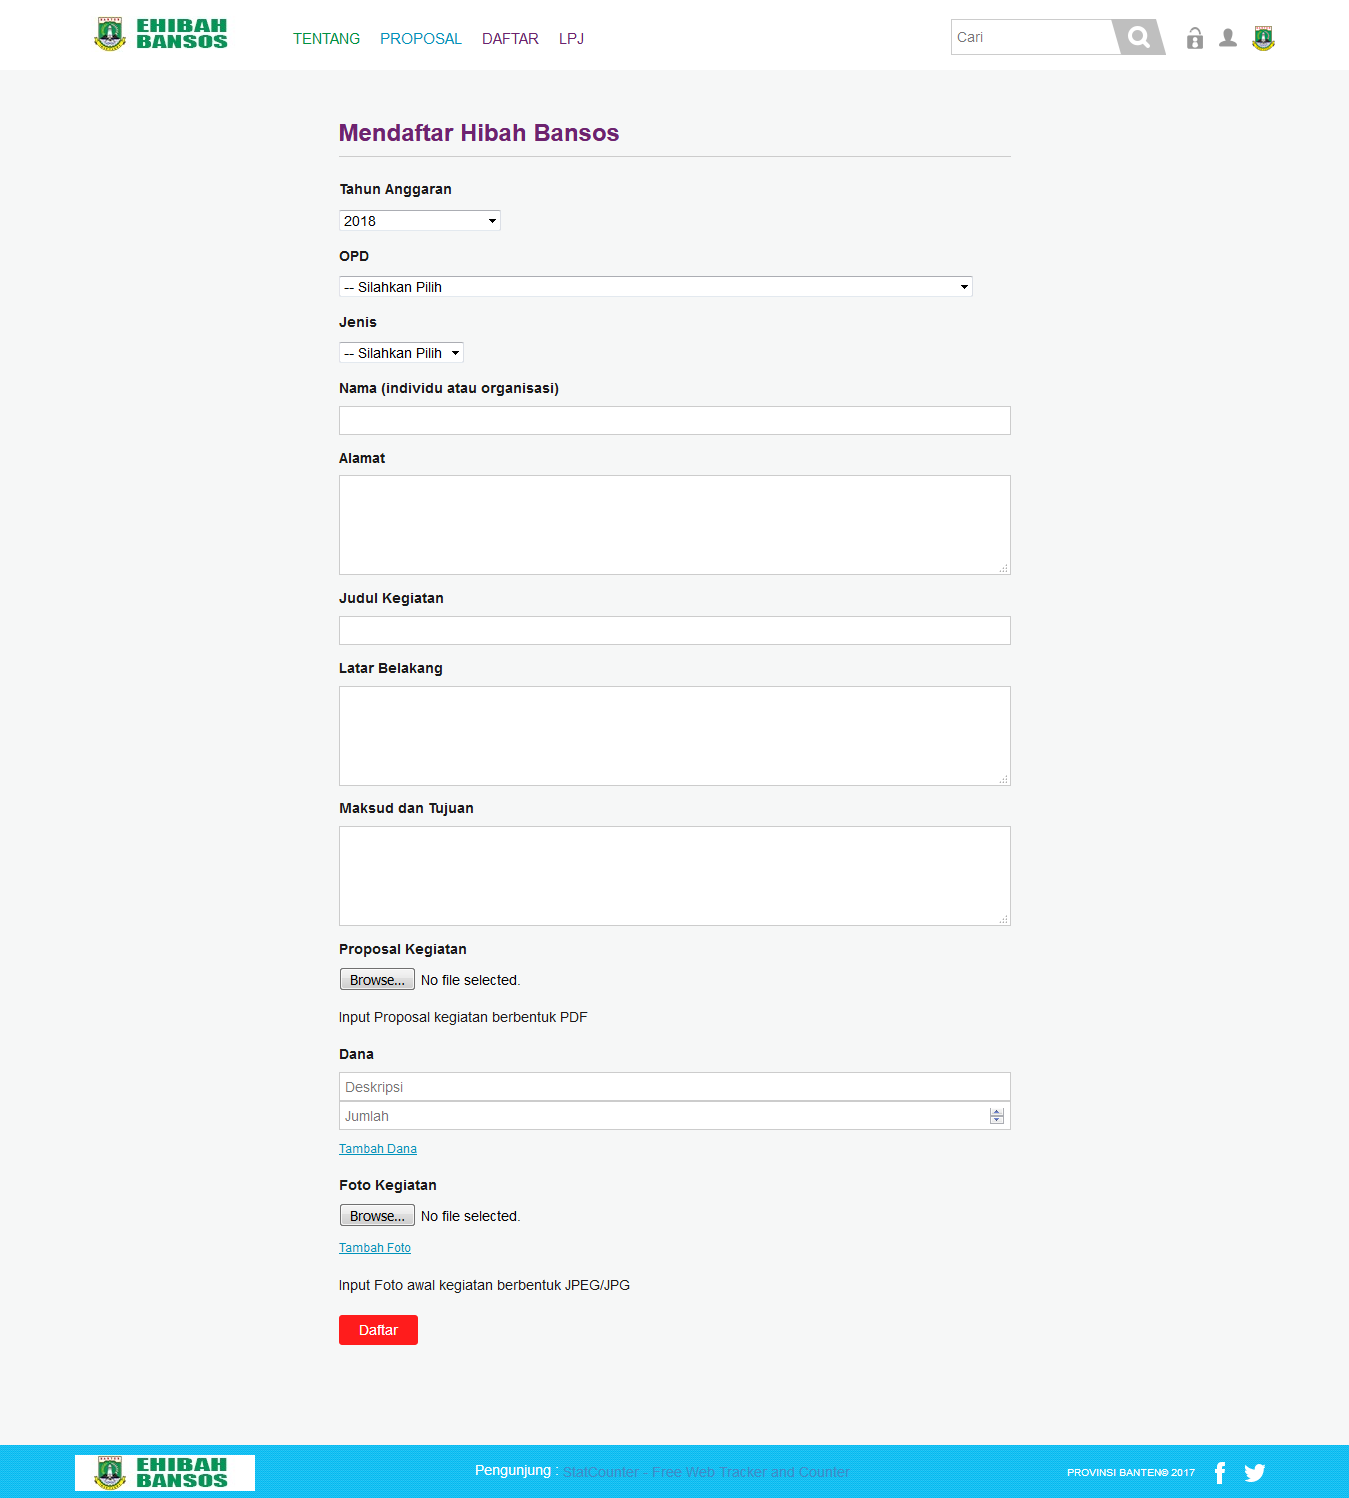 EHIBAH
BANSOS
TENTANG PROPOSAL DAFTAR LPJ
Cari
Mendaftar Hibah Bansos
Tahun Anggaran
2018
OPD
-- Silahkan Pilih
Jenis
-- Silahkan Pilih
Nama (individu atau organisasi)
Alamat
Judul Kegiatan
Latar Belakang
Maksud dan Tujuan
Proposal Kegiatan
Browse... No file selected.
Input Proposal kegiatan berbentuk PDF
Dana
Deskripsi
Jumlah
Tambah Dana
Foto Kegiatan
Browse... No file selected.
Tambah Foto
Input Foto awal kegiatan berbentuk JPEG/JPG
Daftar
EHIBAH
BANSOS
Pengunjung : StatCounter - Free Web Tracker and Counter
PROVINSI BANTEN© 2017